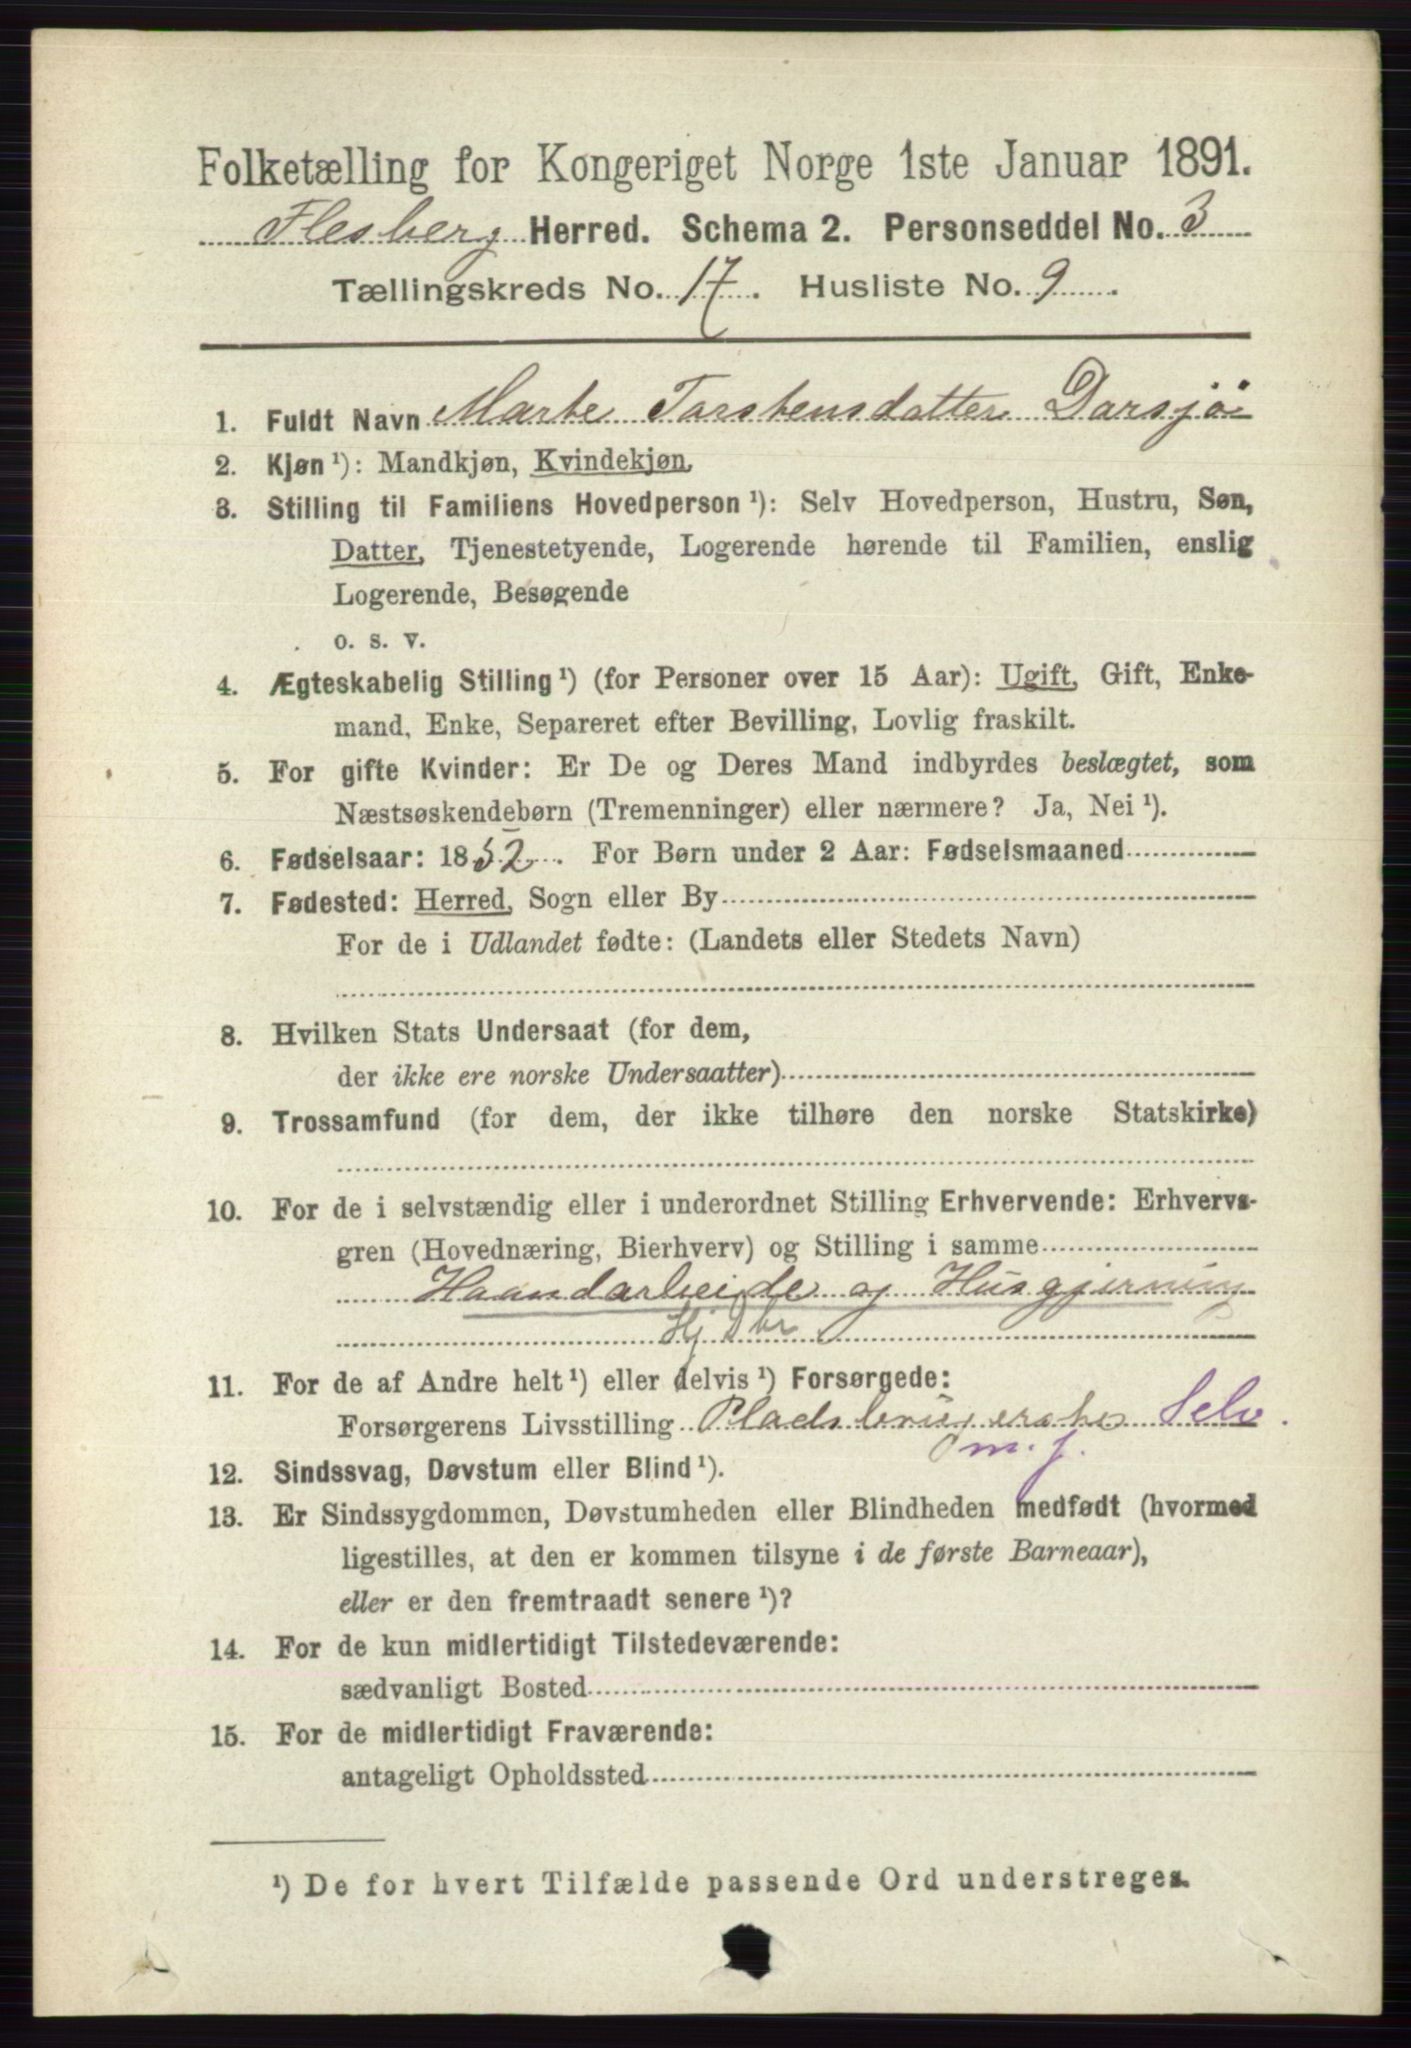 Folketælling for Kongeriget Norge 1ste Januar 1891.
Flesberg Herred. Schema 2. Personseddel No. 3
Tællingskreds No. 17. Husliste No. 9
1. Fuldt Navn Marte Torstensdatter Darsjø
2. Kjøn ¹): Mandkjøn, Kvindekjøn.
3. Stilling til Familiens Hovedperson ¹): Selv Hovedperson, Hustru, Søn,
Datter, Tjenestetyende, Logerende hørende til Familien, enslig
Logerende, Besøgende
o. s. v.
4. Ægteskabelig Stilling ¹) (for Personer over 15 Aar): Ugift, Gift, Enke-
mand, Enke, Separeret efter Bevilling, Lovlig fraskilt.
5. For gifte Kvinder: Er De og Deres Mand indbyrdes beslægtet, som
Næstsøskendebørn (Tremenninger) eller nærmere? Ja, Nei ¹).
6. Fødselsaar: 1852. For Børn under 2 Aar: Fødselsmaaned
7. Fødested: Herred, Sogn eller By
For de i Udlandet fødte: (Landets eller Stedets Navn)
8. Hvilken Stats Undersaat (for dem,
der ikke ere norske Undersaatter)
9. Trossamfund (for dem, der ikke tilhøre den norske Statskirke)
10. For de i selvstændig eller i underordnet Stilling Erhvervende: Erhvervs-
gren (Hovednæring, Bierhverv) og Stilling i samme
Haandarbeide og Husgjerning
11. For de af Andre helt ¹) eller delvis ¹) Forsørgede:
Forsørgerens Livsstilling Pladsbrugerske Selv.
m. f.
12. Sindssvag, Døvstum eller Blind ¹).
13. Er Sindssygdommen, Døvstumheden eller Blindheden medfødt (hvormed
ligestilles, at den er kommen tilsyne i de første Barneaar),
eller er den fremtraadt senere ¹)?
14. For de kun midlertidigt Tilstedeværende:
sædvanligt Bosted
15. For de midlertidigt Fraværende:
antageligt Opholdssted
¹) De for hvert Tilfælde passende Ord understreges.